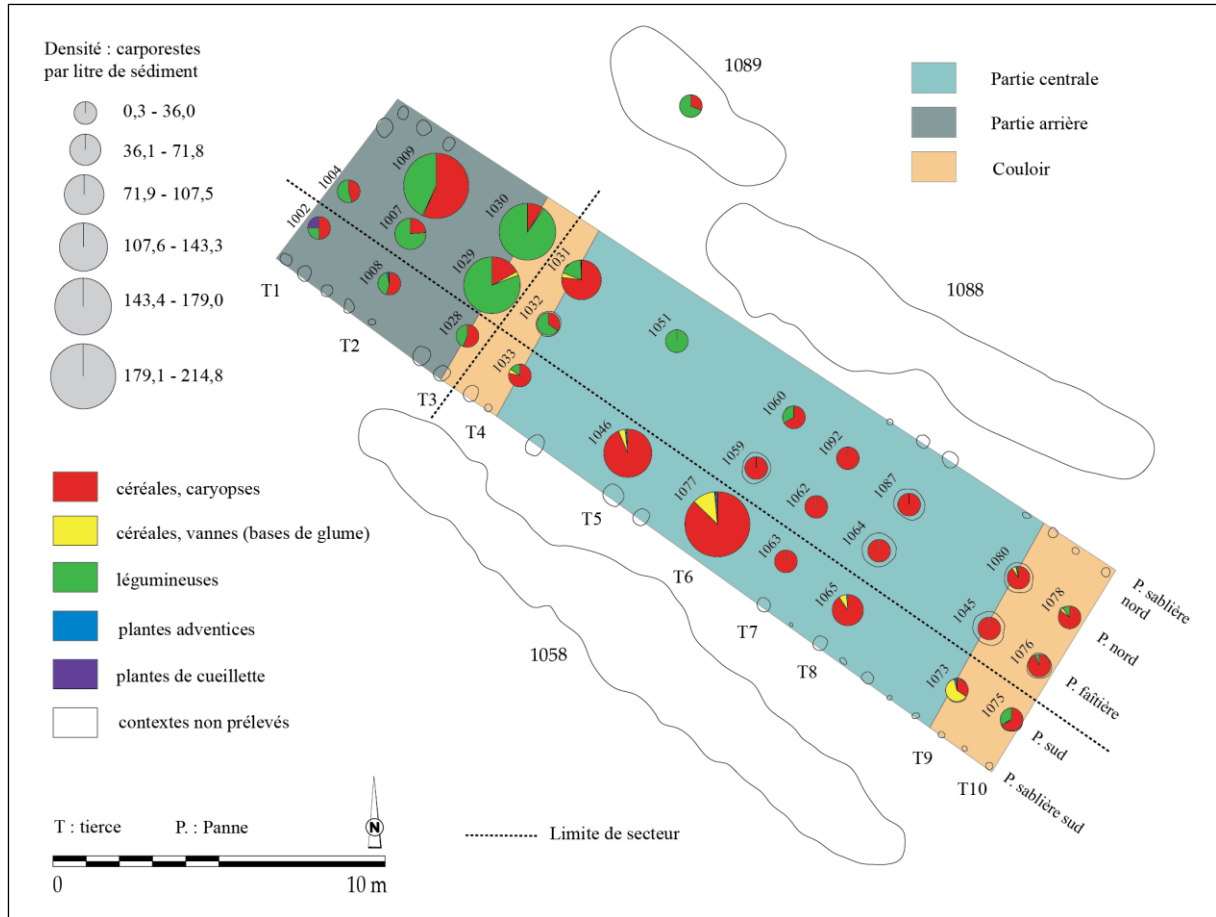 Densité : carporestes
par litre de sédiment
0,3 - 36,0
36,1 - 71,8
71,9 - 107,5
107,6 - 143,3
143,4 - 179,0
179,1 - 214,8
céréales, caryopses
céréales, vannes (bases de glume)
légumineuses
plantes adventices
plantes de cueillette
contextes non prélevés
T : tierce
P. : Panne
N
0
10 m
Limite de secteur
Partie centrale
Partie arrière
Couloir
1089
1088
1058
1004
1002
1009
1007
1008
1030
1029
1028
1031
1032
1033
1051
1046
1077
1060
1059
1092
1062
1063
1087
1064
1065
1080
1045
1078
1076
1073
1075
T1
T2
T3
T4
T5
T6
T7
T8
T9
T10
P. sablière
nord
P. nord
P. faîtière
P. sud
P. sablière sud